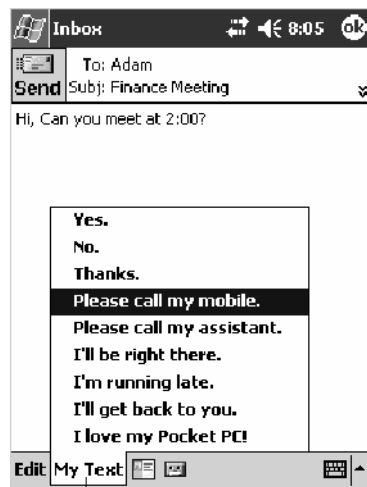 Inbox 8:05 ok
To: Adam
Send Subj: Finance Meeting
Hi, Can you meet at 2:00?
Yes.
No.
Thanks.
Please call my mobile.
Please call my assistant.
I'll be right there.
I'm running late.
I'll get back to you.
I love my Pocket PC!
Edit My Text